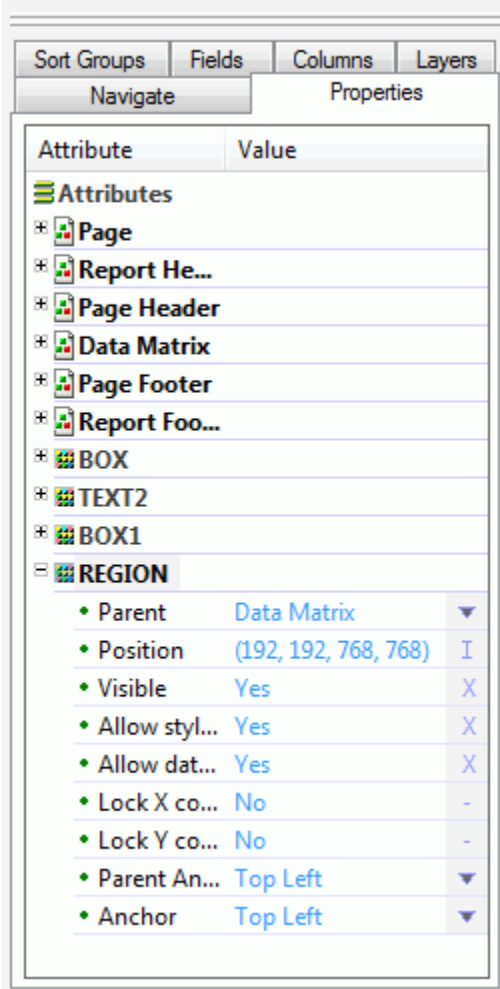 Sort Groups Fields Columns Layers
Navigate Properties
Attribute Value
Attributes
Page
Report He...
Page Header
Data Matrix
Page Footer
Report Foo...
BOX
TEXT2
BOX1
REGION
Parent Data Matrix
Position (192, 192, 768, 768) I
Visible Yes X
Allow styl... Yes X
Allow dat... Yes X
Lock X co... No -
Lock Y co... No -
Parent An... Top Left
Anchor Top Left